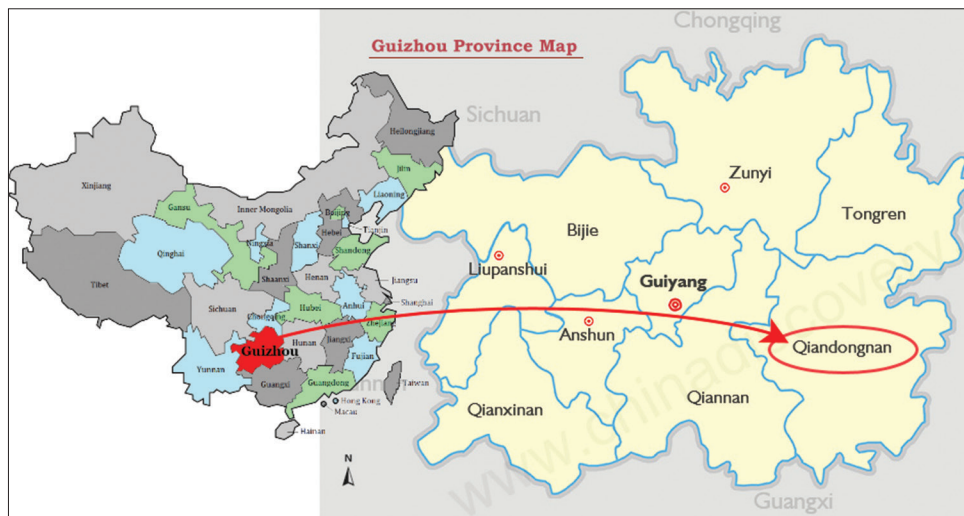 Guizhou Province Map
Chongqing
Sichuan
Heilongjiang
Jilin
Xinjiang
Liaoning
Gansu
Inner Mongolia
Beijing
Tianjin
Hebei
Ningxia
Shanxi
Qinghai
Shandong
Shaanxi
Henan
Jiangsu
Tibet
Shanghai
Anhui
Sichuan
Hubei
Chongqing
Zhejiang
Guizhou
Hunan
Jiangxi
Yunnan
Fujian
Guangxi
Guangdong
Taiwan
Hong Kong
Macau
Hainan
N
Zunyi
Tongren
Bijie
Liupanshui
Guiyang
Anshun
Qiandongnan
Qianxinan
Qiannan
Guangxi
www.chinadiscovery